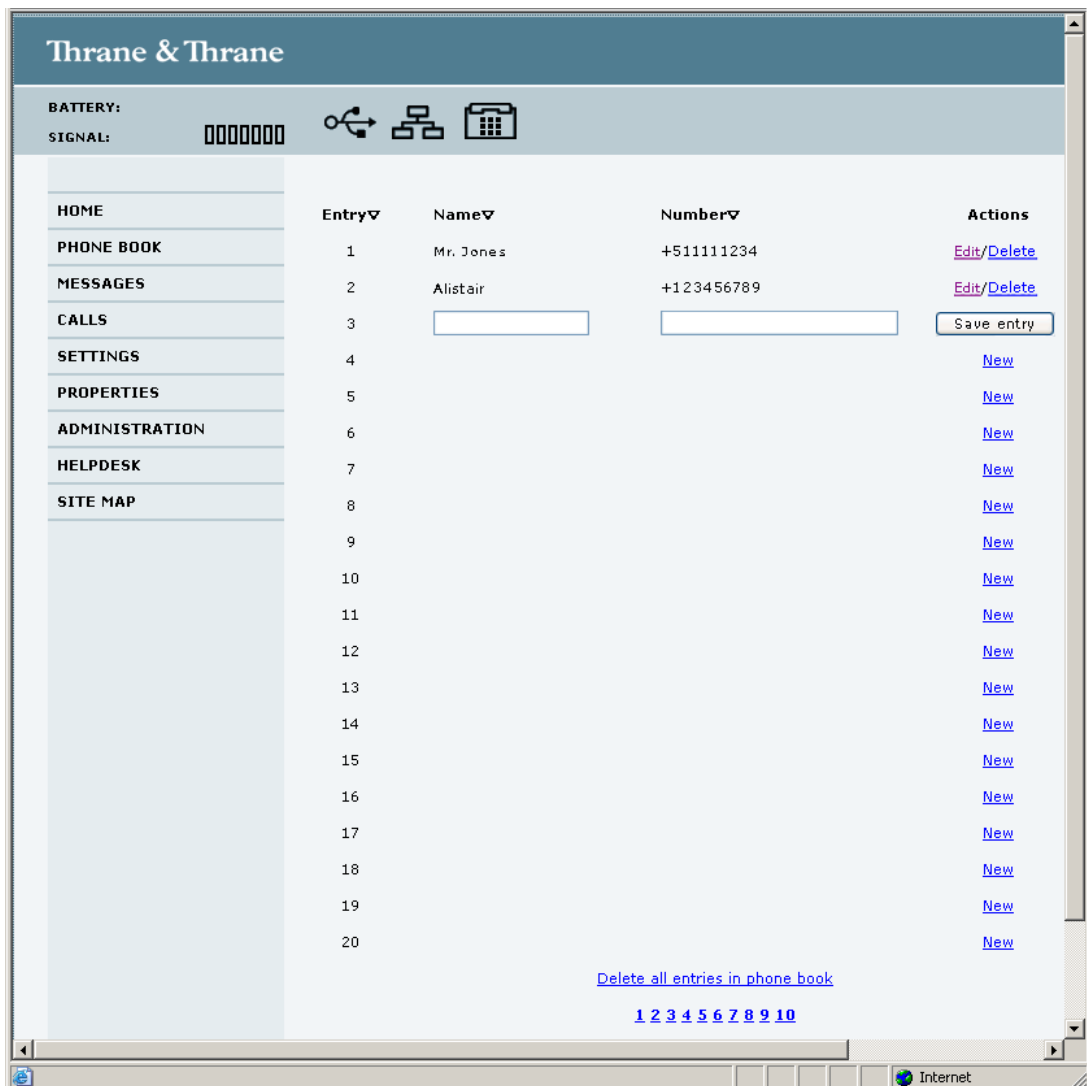 Thrane & Thrane
BATTERY:
SIGNAL:
HOME
PHONE BOOK
MESSAGES
CALLS
SETTINGS
PROPERTIES
ADMINISTRATION
HELPDESK
SITE MAP
Entry Name Number Actions
1 Mr. Jones +511111234 Edit/Delete
2 Alistair +123456789 Edit/Delete
3 Save entry
4 New
5 New
6 New
7 New
8 New
9 New
10 New
11 New
12 New
13 New
14 New
15 New
16 New
17 New
18 New
19 New
20 New
Delete all entries in phone book
1 2 3 4 5 6 7 8 9 10
Internet